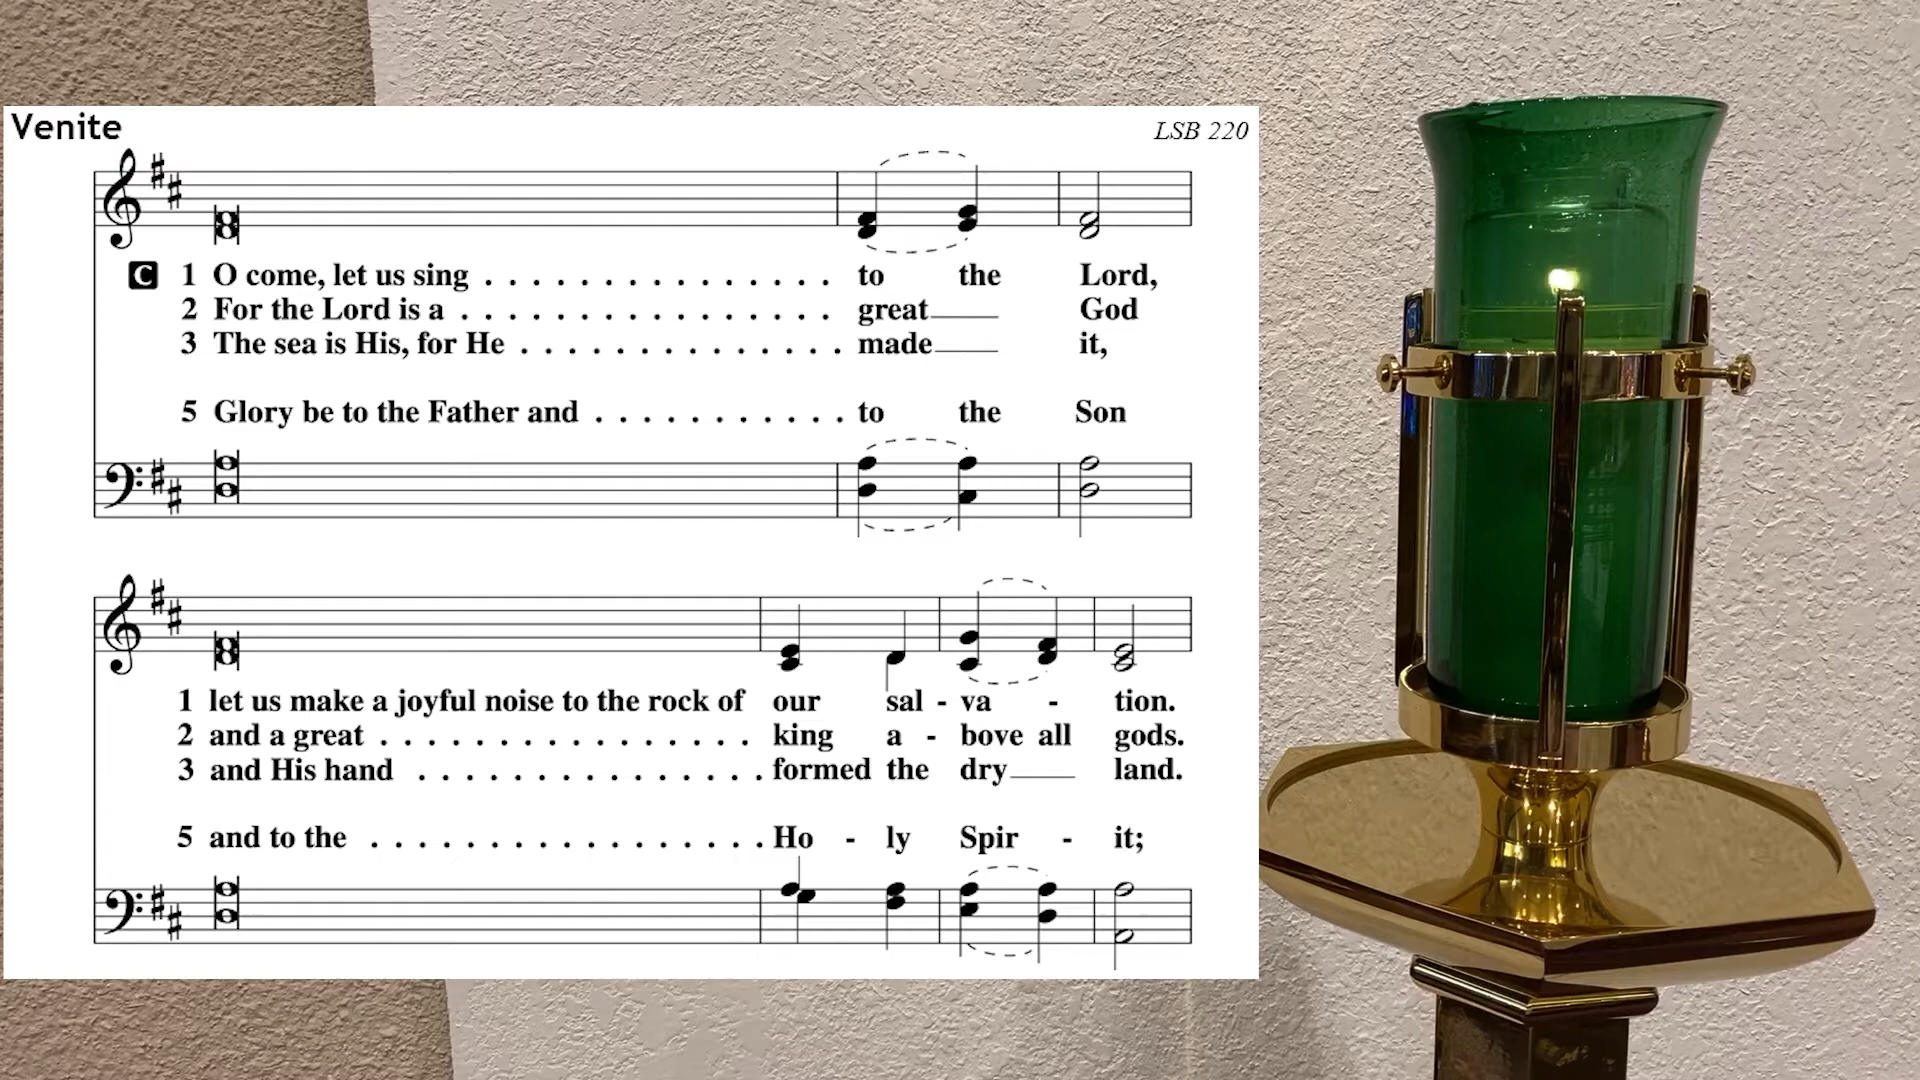 Venite
LSB 220
C 1 O come, let us sing . . . . . . . . . . . . . . . . to the Lord,
2 For the Lord is a . . . . . . . . . . . . . . . . . great___ God
3 The sea is His, for He . . . . . . . . . . . . . . made___ it,
5 Glory be to the Father and . . . . . . . . . . . to the Son
1 let us make a joyful noise to the rock of our sal - va - tion.
2 and a great . . . . . . . . . . . . . . . . . . king a - bove all gods.
3 and His hand . . . . . . . . . . . . . . . . formed the dry___ land.
5 and to the . . . . . . . . . . . . . . . . . . Ho - ly Spir - it;